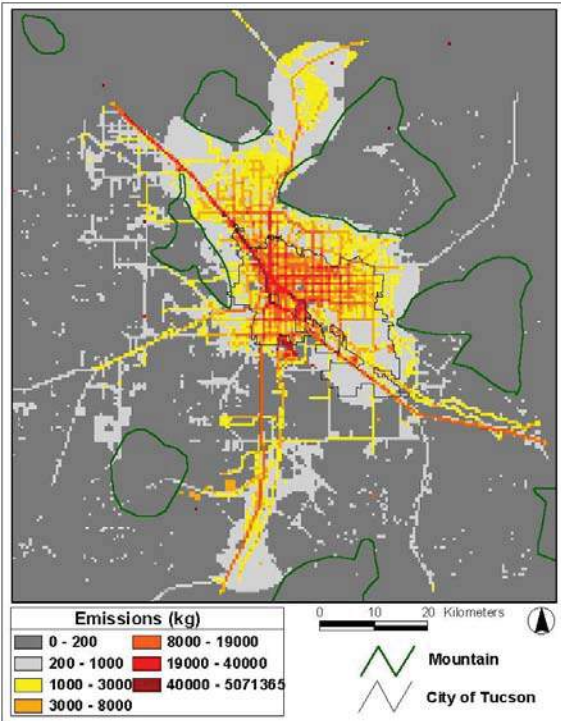 Emissions (kg)
0 - 200
200 - 1000
1000 - 3000
3000 - 8000
8000 - 19000
19000 - 40000
40000 - 5071365
0 10 20 Kilometers
Mountain
City of Tucson